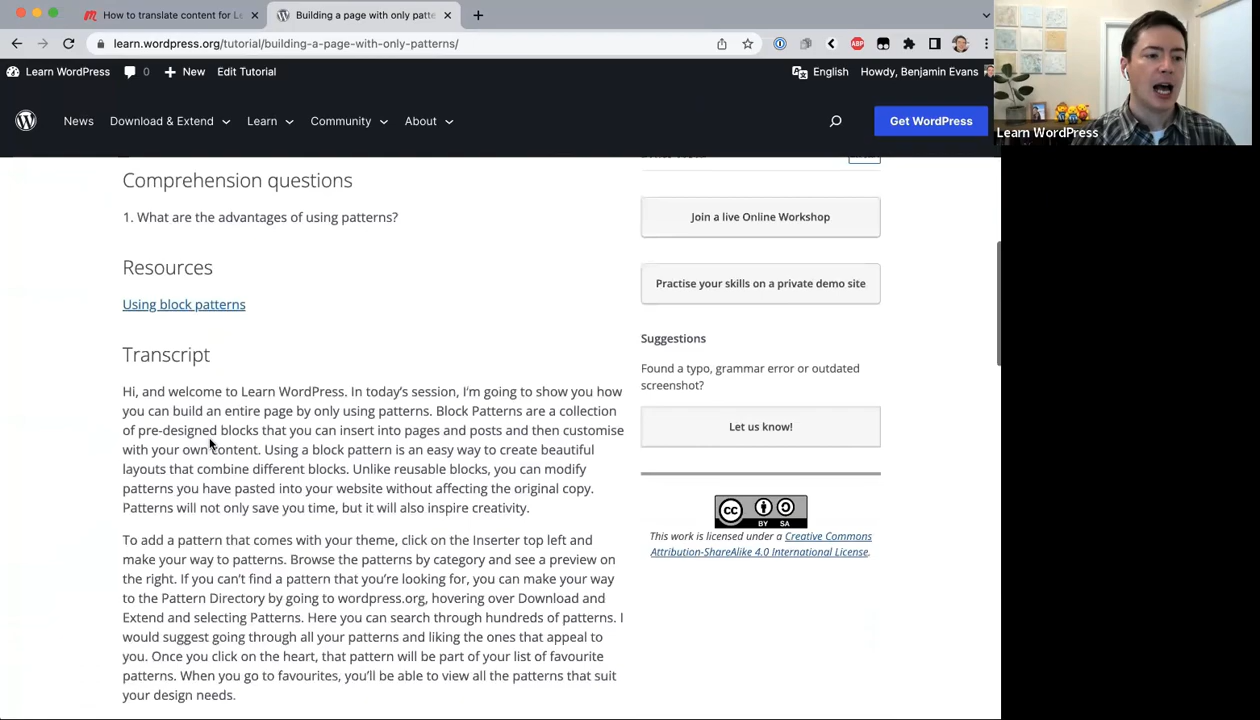 How to translate content for Le
Building a page with only patte
learn.wordpress.org/tutorial/building-a-page-with-only-patterns/
ABP
Learn WordPress
0
New
Edit Tutorial
English
Howdy, Benjamin Evans
News
Download & Extend
Learn
Community
About
Get WordPress
Learn WordPress
Comprehension questions
1. What are the advantages of using patterns?
Resources
Using block patterns
Transcript
Hi, and welcome to Learn WordPress. In today's session, I'm going to show you how
you can build an entire page by only using patterns. Block Patterns are a collection
of pre-designed blocks that you can insert into pages and posts and then customise
with your own content. Using a block pattern is an easy way to create beautiful
layouts that combine different blocks. Unlike reusable blocks, you can modify
patterns you have pasted into your website without affecting the original copy.
Patterns will not only save you time, but it will also inspire creativity.
To add a pattern that comes with your theme, click on the Inserter top left and
make your way to patterns. Browse the patterns by category and see a preview on
the right. If you can't find a pattern that you're looking for, you can make your way
to the Pattern Directory by going to wordpress.org, hovering over Download and
Extend and selecting Patterns. Here you can search through hundreds of patterns. I
would suggest going through all your patterns and liking the ones that appeal to
you. Once you click on the heart, that pattern will be part of your list of favourite
patterns. When you go to favourites, you'll be able to view all the patterns that suit
your design needs.
Join a live Online Workshop
Practise your skills on a private demo site
Suggestions
Found a typo, grammar error or outdated
screenshot?
Let us know!
CC
BY SA
This work is licensed under a Creative Commons
Attribution-ShareAlike 4.0 International License.